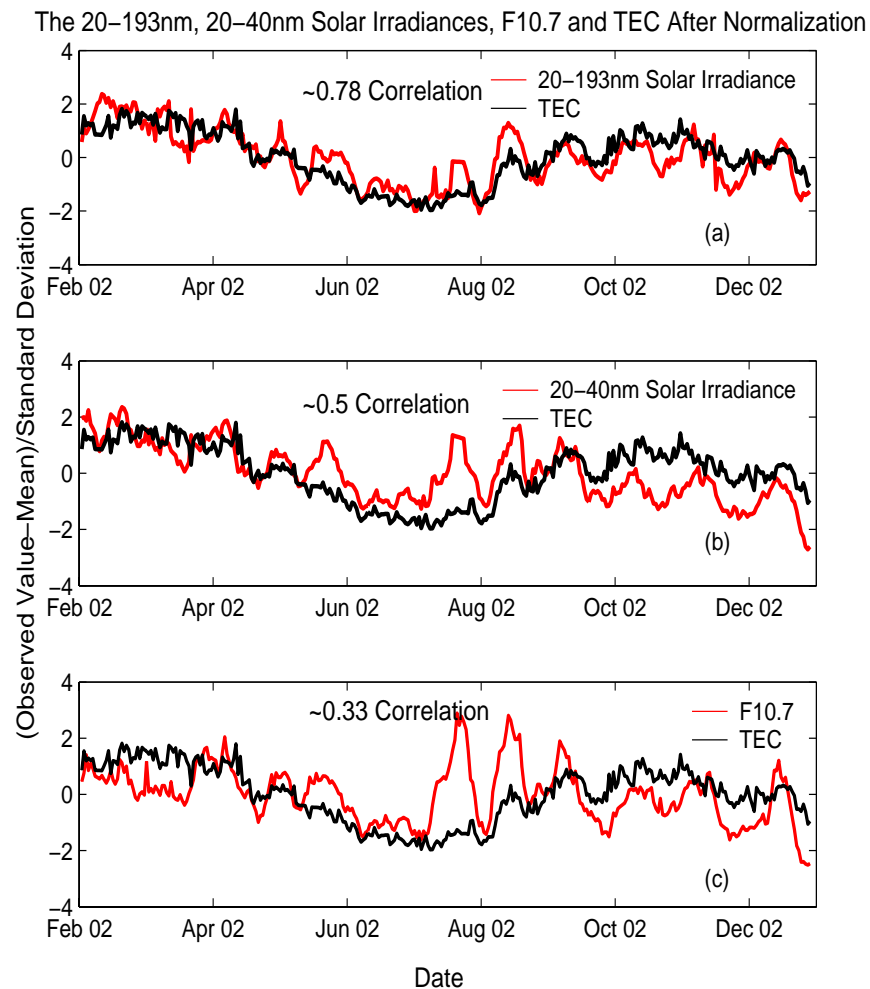 The 20–193nm, 20–40nm Solar Irradiances, F10.7 and TEC After Normalization
(Observed Value–Mean)/Standard Deviation
4
2
0
−2
−4
~0.78 Correlation
20–193nm Solar Irradiance
TEC
(a)
Feb 02 Apr 02 Jun 02 Aug 02 Oct 02 Dec 02
4
2
0
−2
−4
~0.5 Correlation
20–40nm Solar Irradiance
TEC
(b)
Feb 02 Apr 02 Jun 02 Aug 02 Oct 02 Dec 02
4
2
0
−2
−4
~0.33 Correlation
F10.7
TEC
(c)
Feb 02 Apr 02 Jun 02 Aug 02 Oct 02 Dec 02
Date